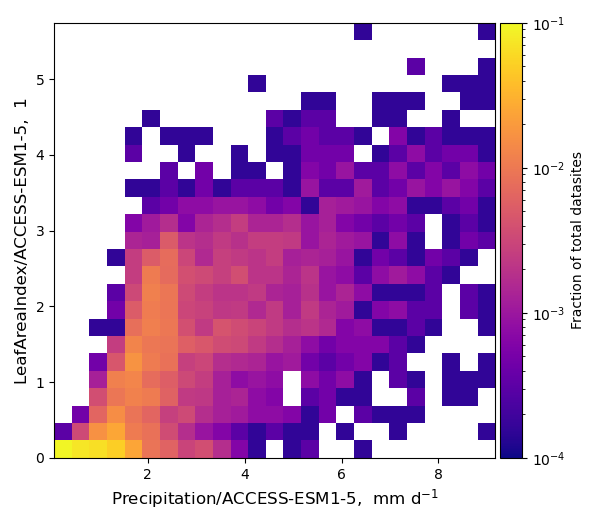 LeafAreaIndex/ACCESS-ESM1-5,  1
5
4
3
2
1
0
2 4 6 8
Precipitation/ACCESS-ESM1-5,  mm d⁻¹
10⁻¹
10⁻²
10⁻³
10⁻⁴
Fraction of total datasites